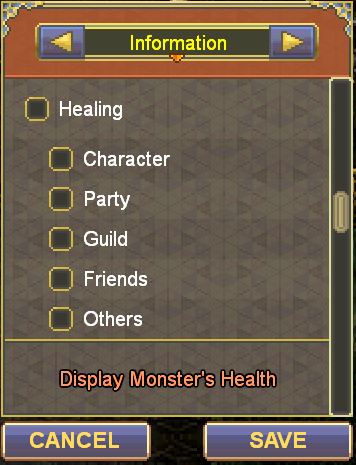 Information
Healing
Character
Party
Guild
Friends
Others
Display Monster's Health
CANCEL
SAVE